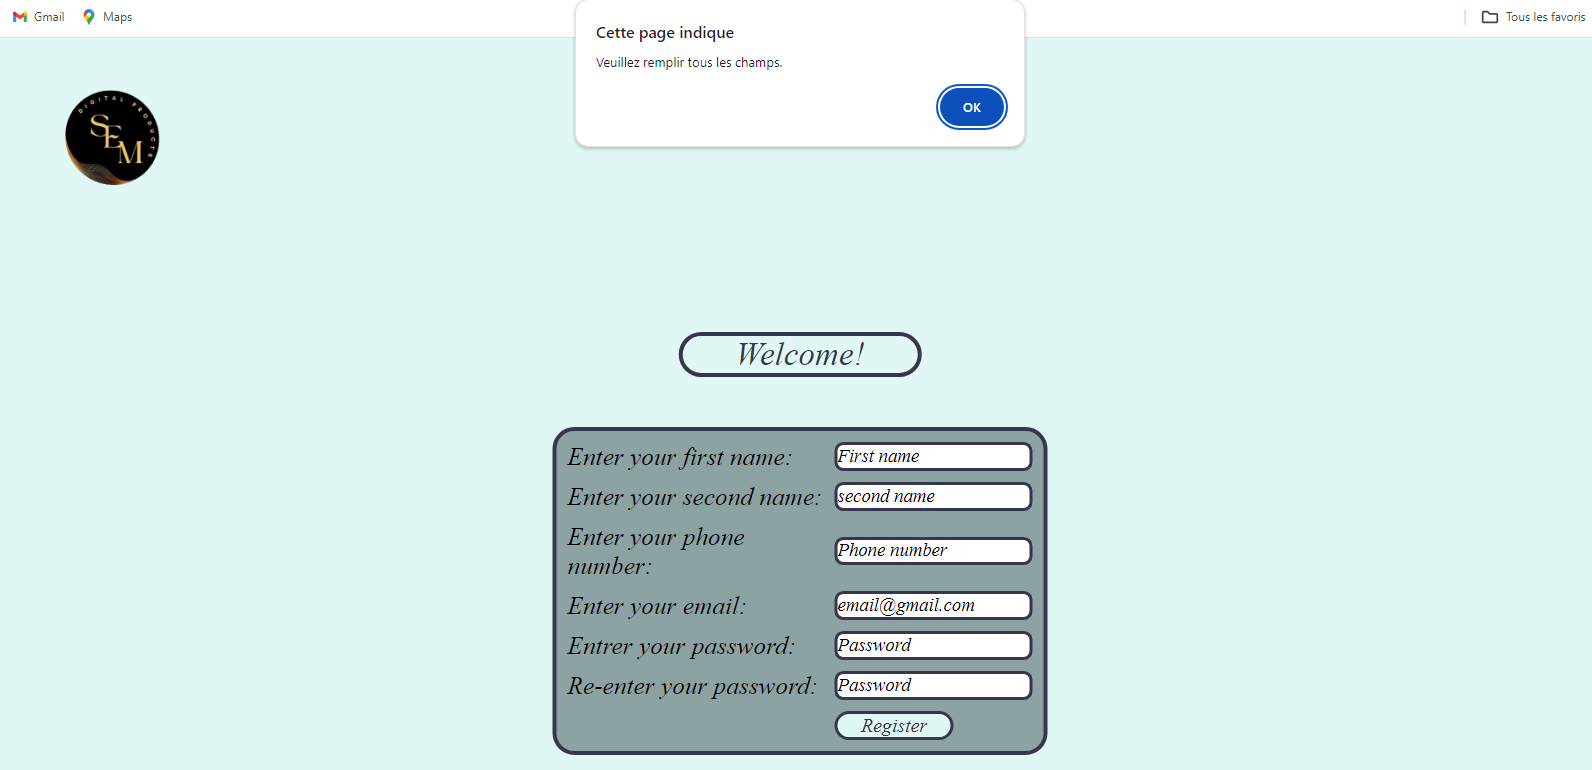 Gmail
Maps
Tous les favoris
Cette page indique
Veuillez remplir tous les champs.
OK
DIGITAL PRODUCTS
SEM
Welcome!
Enter your first name:
First name
Enter your second name:
second name
Enter your phone
number:
Phone number
Enter your email:
email@gmail.com
Entrer your password:
Password
Re-enter your password:
Password
Register